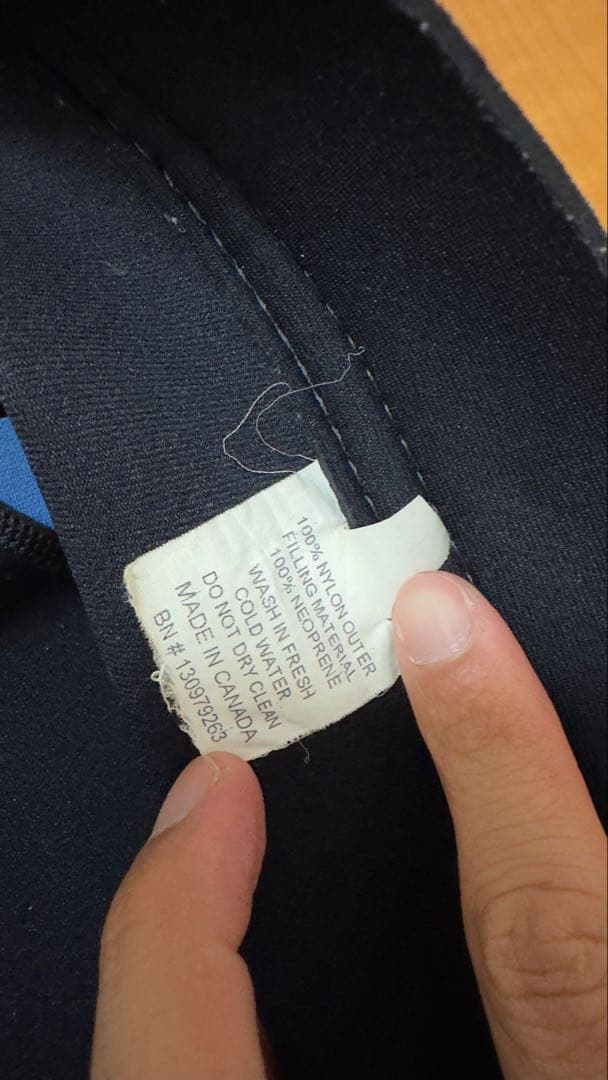 100% NYLON OUTER
FILLING MATERIAL
100% NEOPRENE
WASH IN FRESH
COLD WATER
DO NOT DRY CLEAN
MADE IN CANADA
BN # 130979263